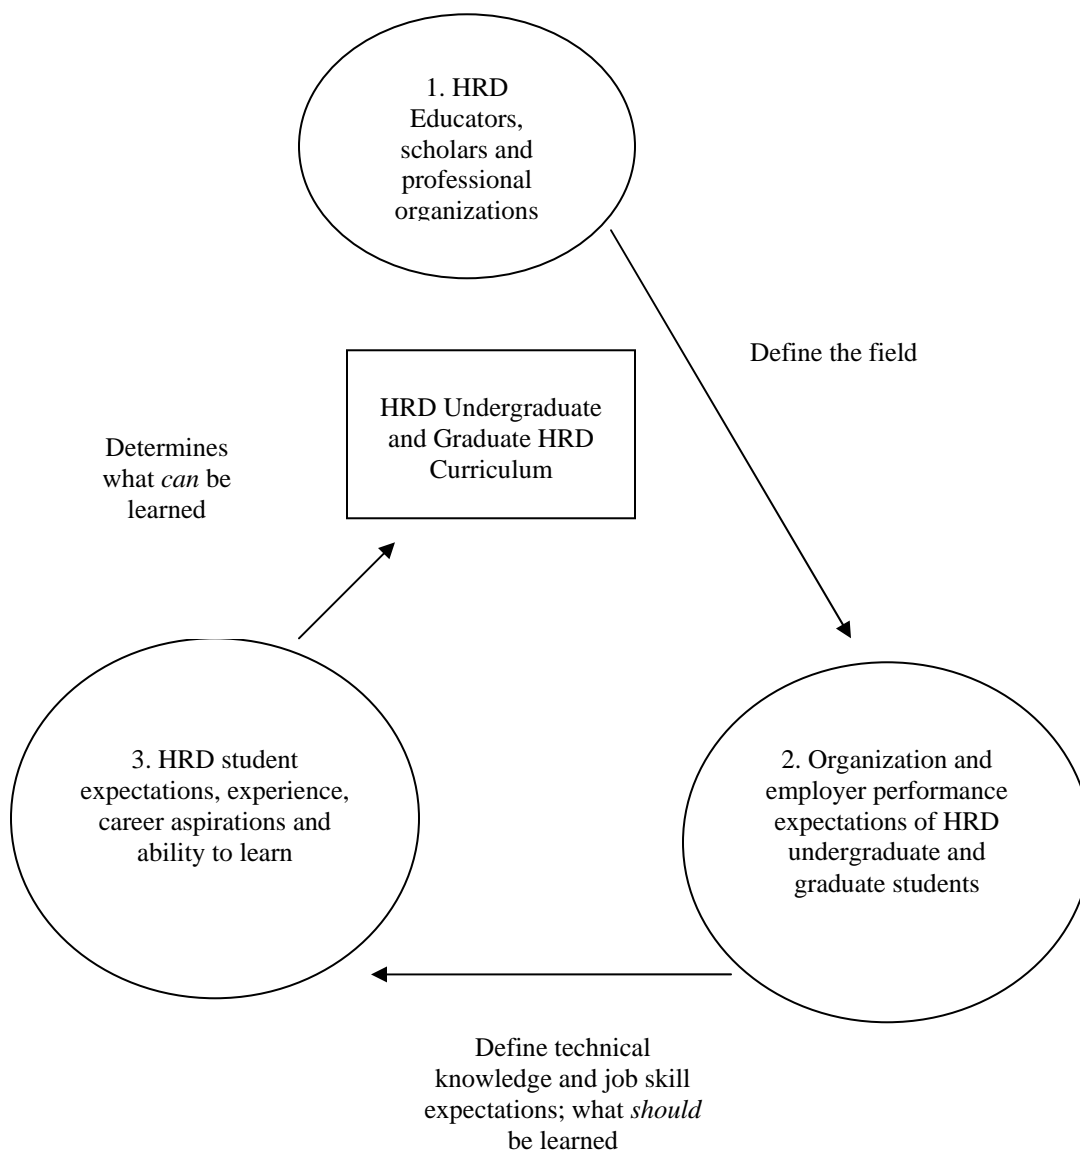 1. HRD
Educators,
scholars and
professional
organizations
Define the field
HRD Undergraduate
and Graduate HRD
Curriculum
Determines
what can be
learned
3. HRD student
expectations, experience,
career aspirations and
ability to learn
2. Organization and
employer performance
expectations of HRD
undergraduate and
graduate students
Define technical
knowledge and job skill
expectations; what should
be learned